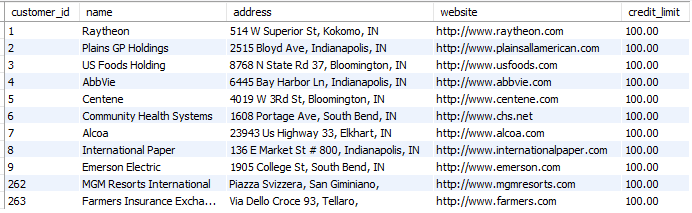 customer_id name address website credit_limit
1 Raytheon 514 W Superior St, Kokomo, IN http://www.raytheon.com 100.00
2 Plains GP Holdings 2515 Bloyd Ave, Indianapolis, IN http://www.plainsallamerican.com 100.00
3 US Foods Holding 8768 N State Rd 37, Bloomington, IN http://www.usfoods.com 100.00
4 AbbVie 6445 Bay Harbor Ln, Indianapolis, IN http://www.abbvie.com 100.00
5 Centene 4019 W 3Rd St, Bloomington, IN http://www.centene.com 100.00
6 Community Health Systems 1608 Portage Ave, South Bend, IN http://www.chs.net 100.00
7 Alcoa 23943 Us Highway 33, Elkhart, IN http://www.alcoa.com 100.00
8 International Paper 136 E Market St # 800, Indianapolis, IN http://www.internationalpaper.com 100.00
9 Emerson Electric 1905 College St, South Bend, IN http://www.emerson.com 100.00
262 MGM Resorts International Piazza Svizzera, San Giminiano, http://www.mgmresorts.com 100.00
263 Farmers Insurance Excha... Via Dello Croce 93, Tellaro, http://www.farmers.com 100.00